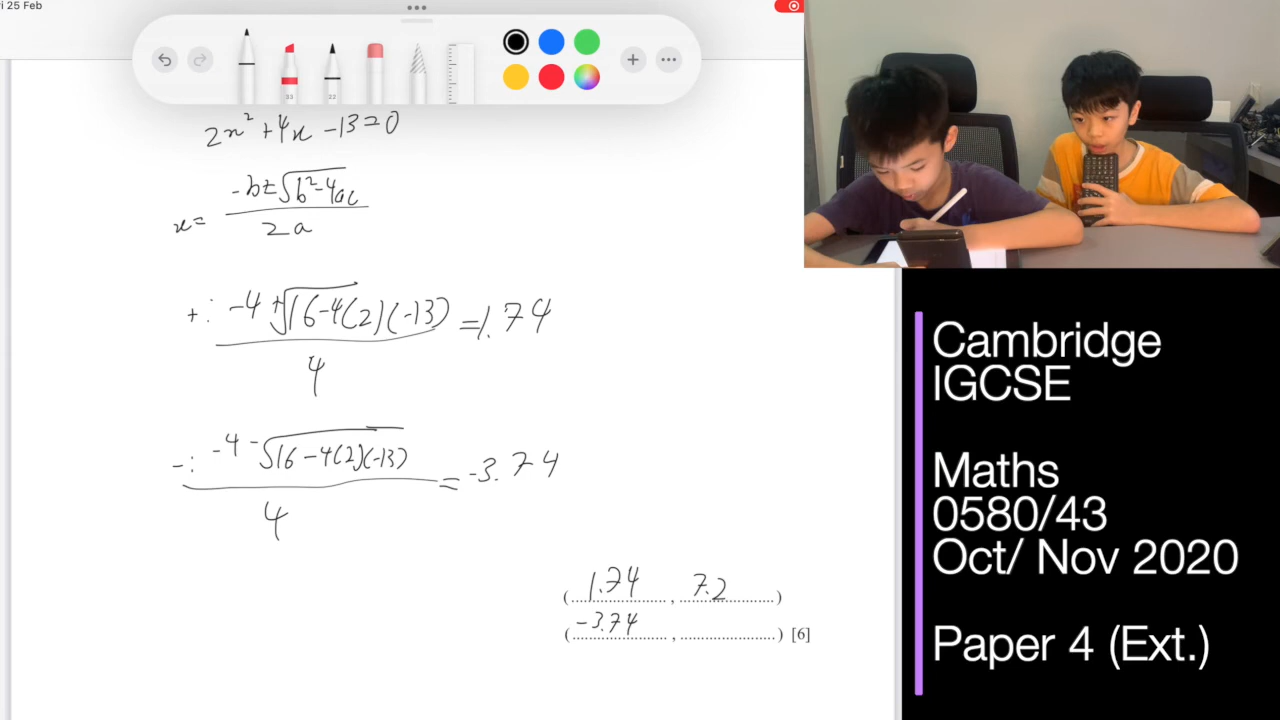 i 25 Feb
03
22
2x² + 4x - 13 = 0
x = (-b ± √(b² - 4ac)) / 2a
+: (-4 + √(16 - 4(2)(-13))) / 4 = 1.74
-: (-4 - √(16 - 4(2)(-13))) / 4 = -3.74
(1.74, 7.2)
(-3.74, ....................) [6]
Cambridge
IGCSE
Maths
0580/43
Oct/ Nov 2020
Paper 4 (Ext.)